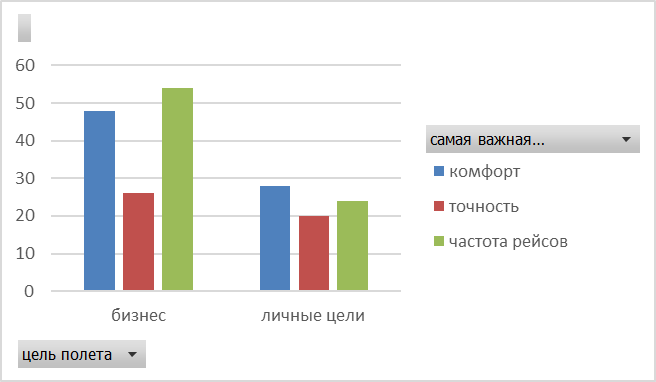 60
50
40
30
20
10
0
бизнес
личные цели
самая важная...
комфорт
точность
частота рейсов
цель полета